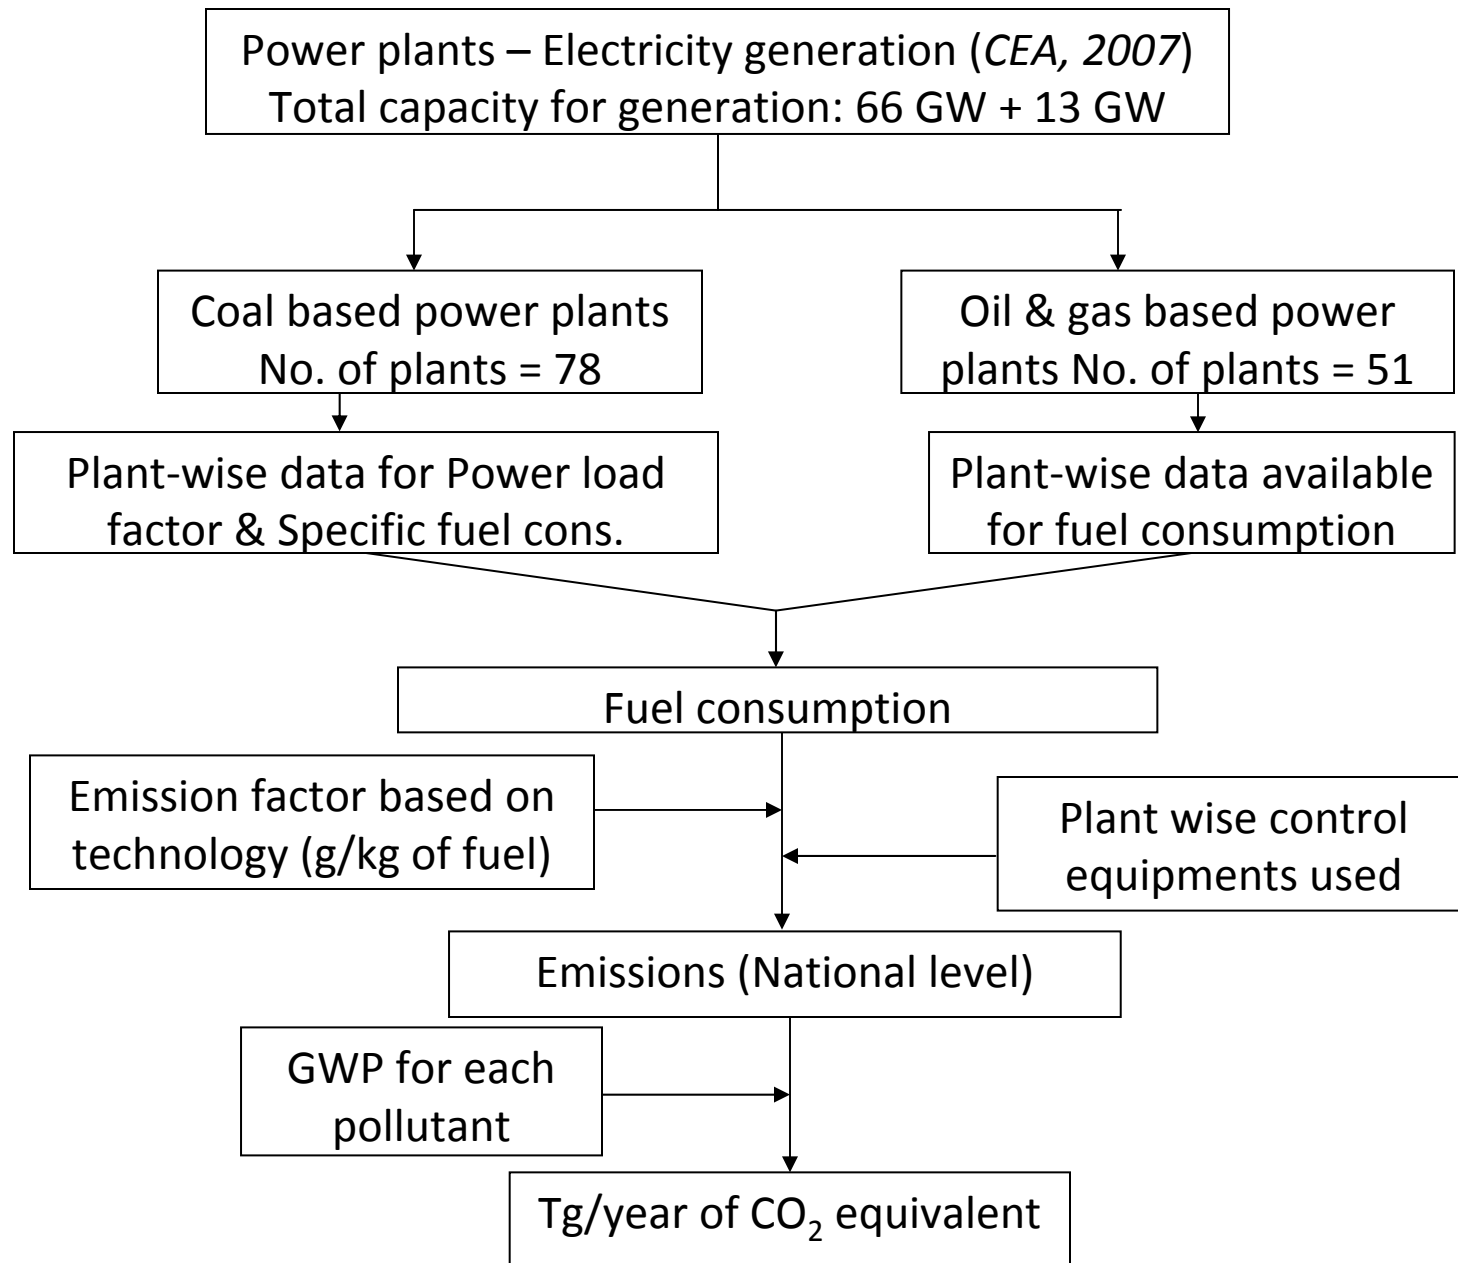 Power plants – Electricity generation (CEA, 2007)
Total capacity for generation: 66 GW + 13 GW
Coal based power plants
No. of plants = 78
Oil & gas based power
plants No. of plants = 51
Plant-wise data for Power load
factor & Specific fuel cons.
Plant-wise data available
for fuel consumption
Fuel consumption
Emission factor based on
technology (g/kg of fuel)
Plant wise control
equipments used
Emissions (National level)
GWP for each
pollutant
Tg/year of CO₂ equivalent